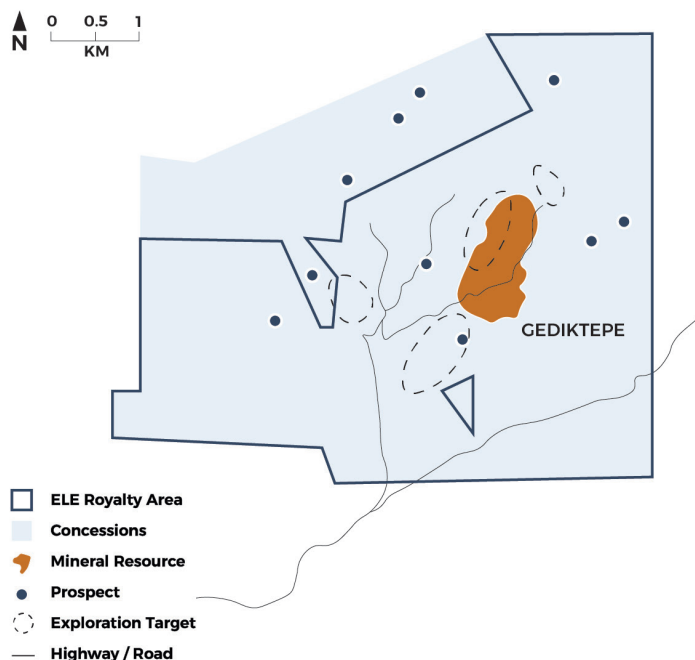 0 0.5 1
KM
N
GEDIKTEPE
ELE Royalty Area
Concessions
Mineral Resource
Prospect
Exploration Target
Highway / Road